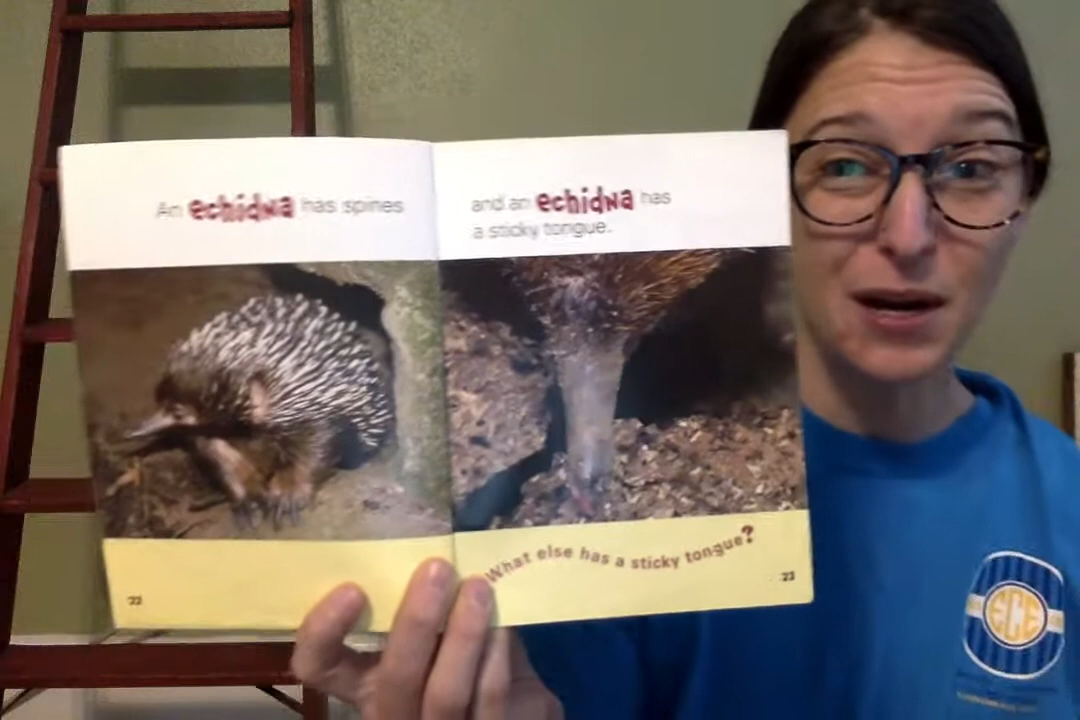 An echidna has spines
and an echidna has
a sticky tongue.
What else has a sticky tongue?
22
23
ECE